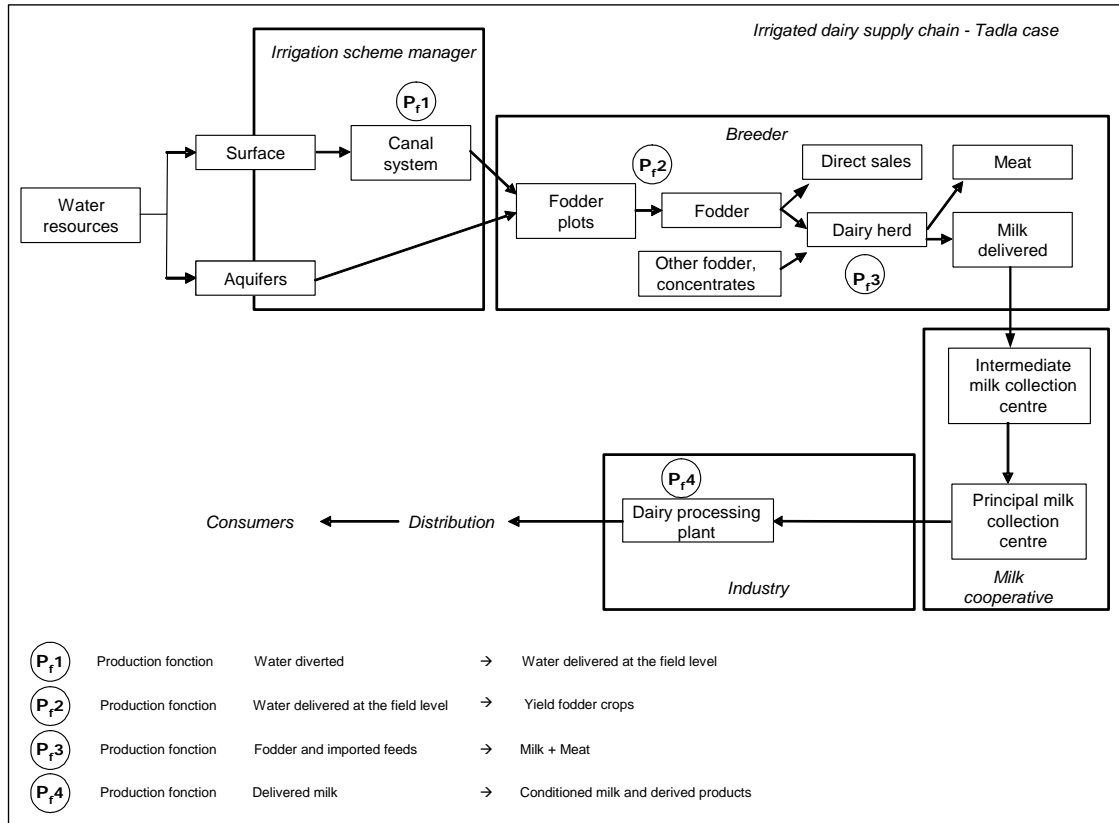 Irrigated dairy supply chain - Tadla case
Irrigation scheme manager
Pf1
Canal
system
Surface
Water
resources
Aquifers
Breeder
Pf2
Direct sales
Meat
Fodder
plots
Fodder
Dairy herd
Milk
delivered
Other fodder,
concentrates
Pf3
Intermediate
milk collection
centre
Principal milk
collection
centre
Milk
cooperative
Pf4
Dairy processing
plant
Industry
Distribution
Consumers
Pf1 Production fonction Water diverted → Water delivered at the field level
Pf2 Production fonction Water delivered at the field level → Yield fodder crops
Pf3 Production fonction Fodder and imported feeds → Milk + Meat
Pf4 Production fonction Delivered milk → Conditioned milk and derived products